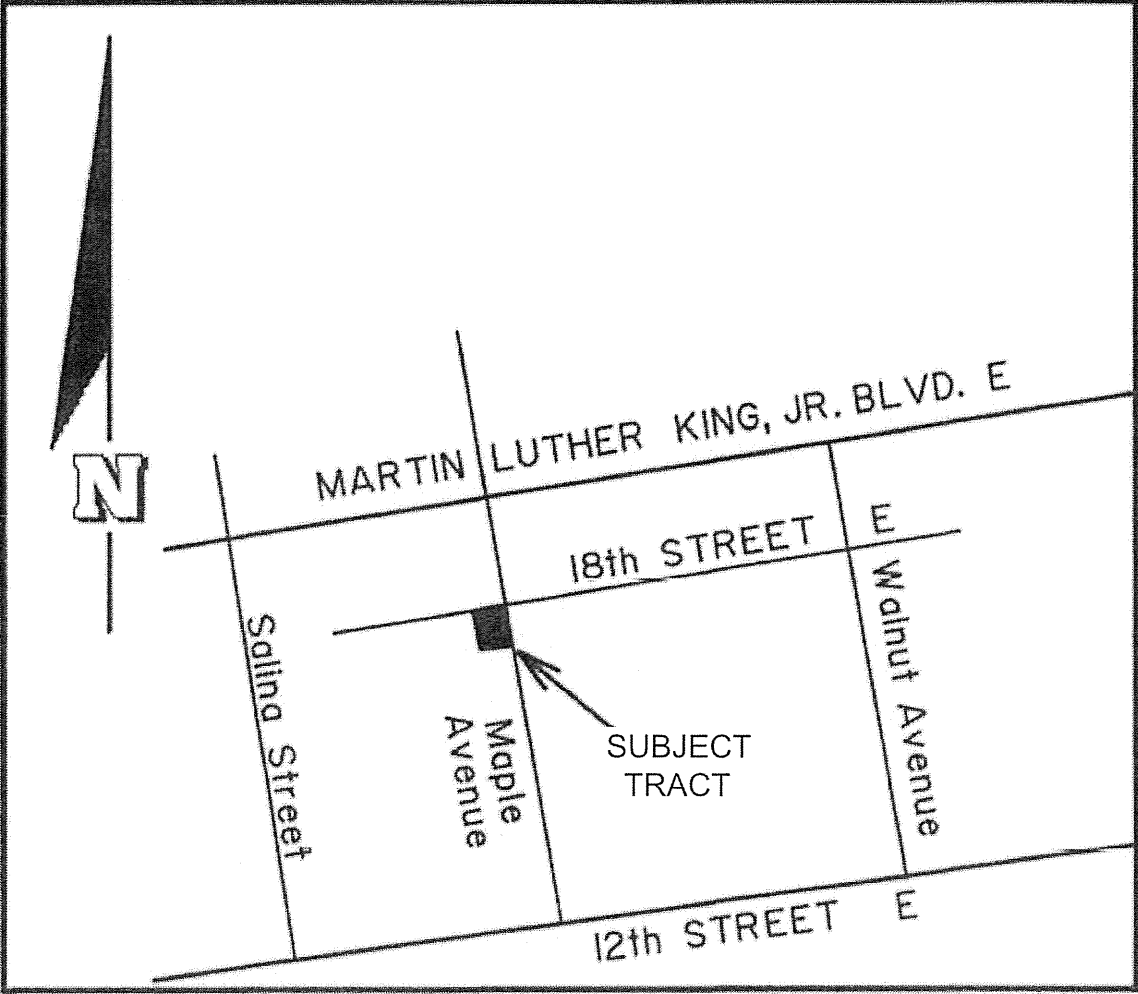 N
MARTIN LUTHER KING, JR. BLVD. E
18th STREET E
Salina Street
Maple
Avenue
Walnut Avenue
SUBJECT
TRACT
12th STREET E